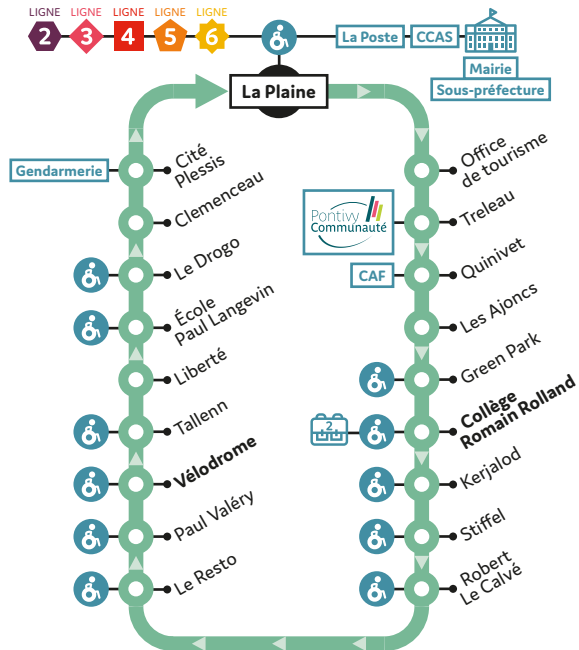 LIGNE LIGNE LIGNE LIGNE LIGNE
2 3 4 5 6
La Poste
CCAS
Mairie
Sous-préfecture
La Plaine
Office
de tourisme
Treleau
Pontivy
Communauté
Quinivet
CAF
Les Ajoncs
Green Park
Collège
Romain Rolland
2
Kerjalod
Stiffel
Robert
Le Calvé
Le Resto
Paul Valéry
Vélodrome
Tallenn
Liberté
École
Paul Langevin
Le Drogo
Clemenceau
Cité
Plessis
Gendarmerie